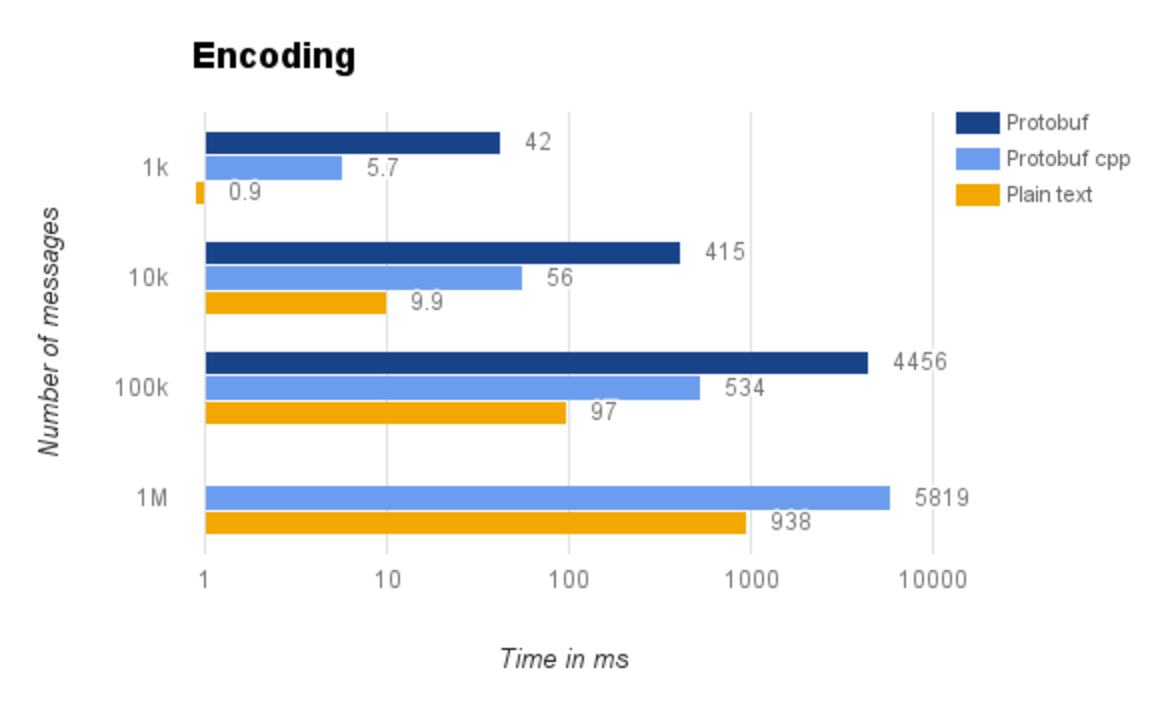 Encoding
Protobuf
Protobuf cpp
Plain text
Number of messages
1k
42
5.7
0.9
10k
415
56
9.9
100k
4456
534
97
1M
5819
938
1 10 100 1000 10000
Time in ms